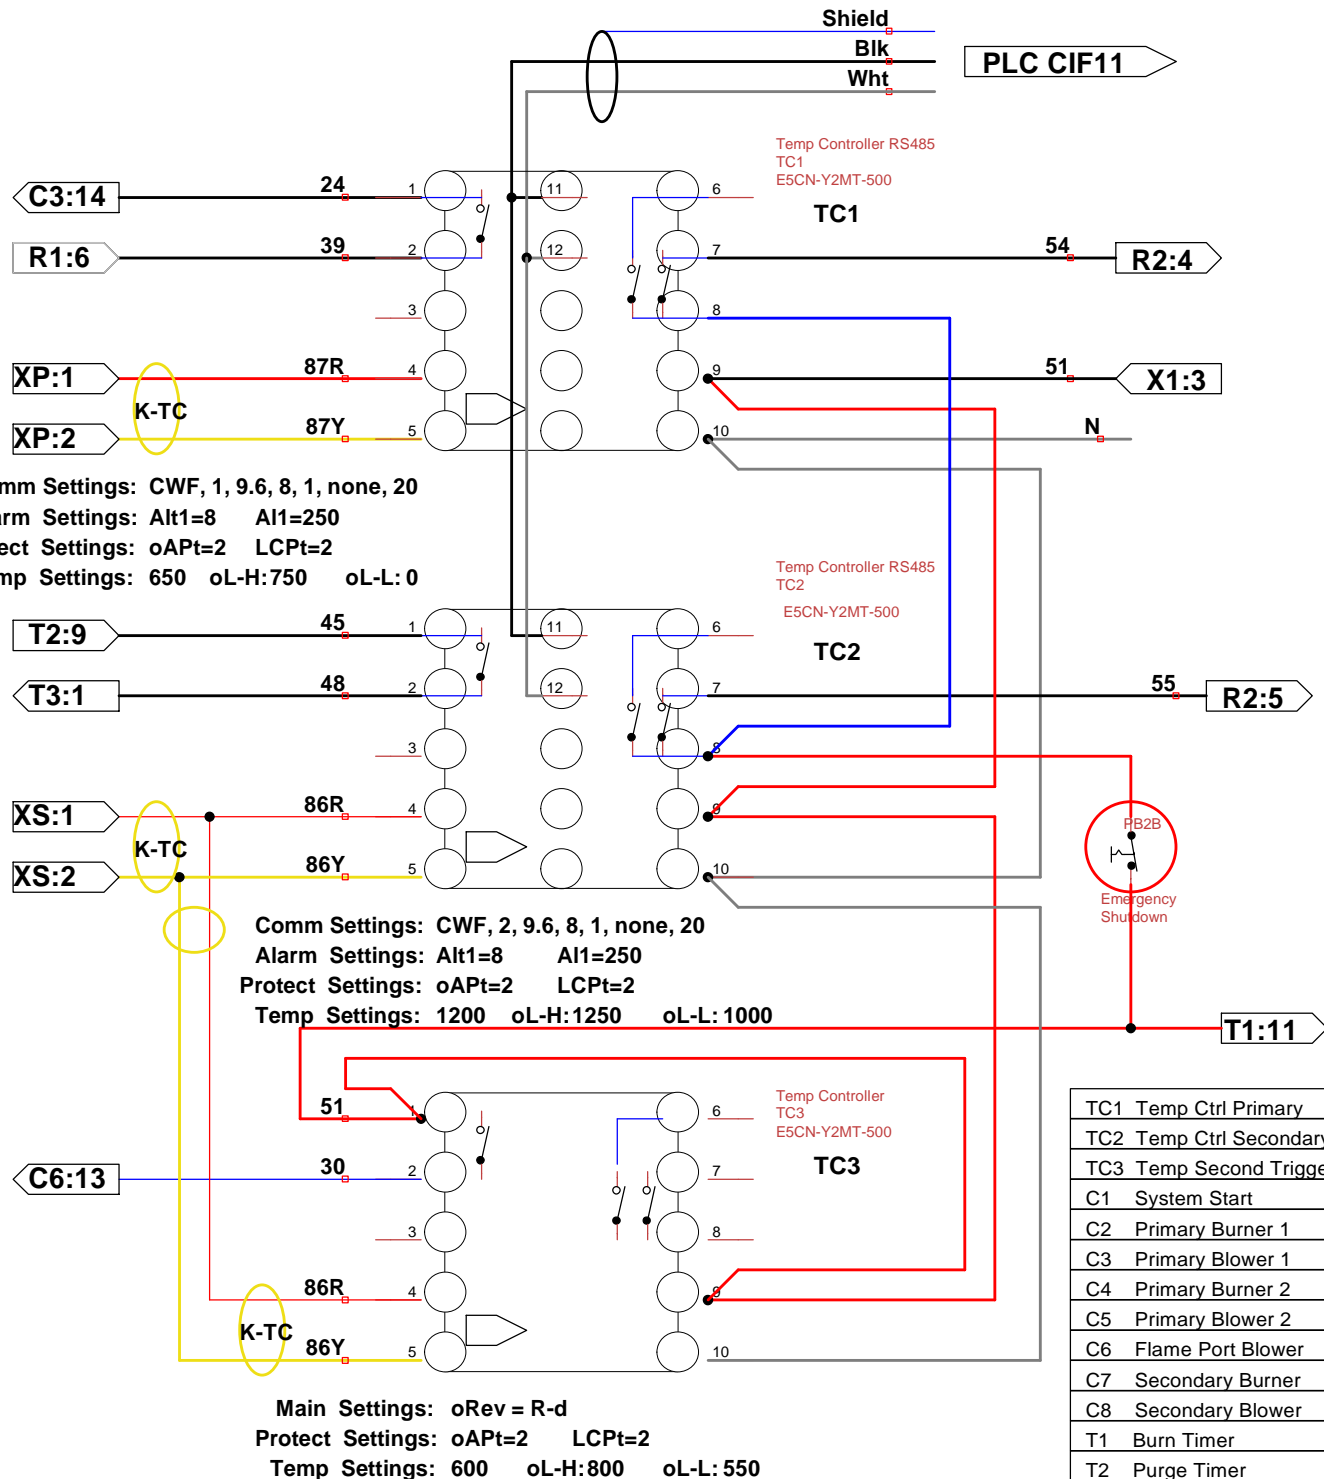 Shield
Blk
PLC CIF11
Wht
Temp Controller RS485
TC1
E5CN-Y2MT-500
TC1
C3:14 24 1 11 6
R1:6 39 2 12 7 54 R2:4
3 8
XP:1 87R 4 9 51 X1:3
K-TC
XP:2 87Y 5 10 N
mm Settings: CWF, 1, 9.6, 8, 1, none, 20
arm Settings: Alt1=8 Al1=250
ect Settings: oAPt=2 LCPt=2
mp Settings: 650 oL-H:750 oL-L: 0
Temp Controller RS485
TC2
E5CN-Y2MT-500
TC2
T2:9 45 1 11 6
T3:1 48 2 12 7 55 R2:5
3 8
XS:1 86R 4 9
PB2B
K-TC
XS:2 86Y 5 10
Emergency
Shutdown
Comm Settings: CWF, 2, 9.6, 8, 1, none, 20
Alarm Settings: Alt1=8 Al1=250
Protect Settings: oAPt=2 LCPt=2
Temp Settings: 1200 oL-H:1250 oL-L: 1000
T1:11
Temp Controller
TC3
E5CN-Y2MT-500
TC3
51 1 6
C6:13 30 2 7
3 8
86R 4 9
K-TC
86Y 5 10
Main Settings: oRev = R-d
Protect Settings: oAPt=2 LCPt=2
Temp Settings: 600 oL-H:800 oL-L: 550
TC1 Temp Ctrl Primary
TC2 Temp Ctrl Secondary
TC3 Temp Second Trigge
C1 System Start
C2 Primary Burner 1
C3 Primary Blower 1
C4 Primary Burner 2
C5 Primary Blower 2
C6 Flame Port Blower
C7 Secondary Burner
C8 Secondary Blower
T1 Burn Timer
T2 Purge Timer